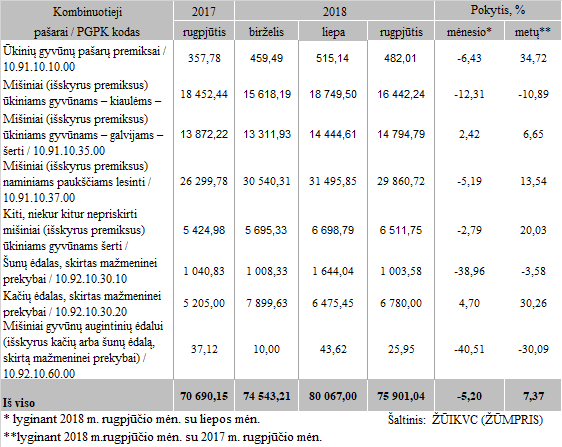 Kombinuotieji 2017 2018 Pokytis, %
pašarai / PGPK kodas rugpjūtis birželis liepa rugpjūtis mėnesio* metų**
Ūkinių gyvūnų pašarų premiksai /
10.91.10.10.00 357,78 459,49 515,14 482,01 -6,43 34,72
Mišiniai (išskyrus premiksus)
ūkiniams gyvūnams – kiaulėms – 18 452,44 15 618,19 18 749,50 16 442,24 -12,31 -10,89
Mišiniai (išskyrus premiksus)
ūkiniams gyvūnams – galvijams –
šerti / 10.91.10.35.00 13 872,22 13 311,93 14 444,61 14 794,79 2,42 6,65
Mišiniai (išskyrus premiksus)
naminiams paukščiams lesinti /
10.91.10.37.00 26 299,78 30 540,31 31 495,85 29 860,72 -5,19 13,54
Kiti, niekur kitur nepriskirti
mišiniai (išskyrus premiksus)
ūkiniams gyvūnams šerti / 5 424,98 5 695,33 6 698,79 6 511,75 -2,79 20,03
Šunų ėdalas, skirtas mažmeninei
prekybai / 10.92.10.30.10 1 040,83 1 008,33 1 644,04 1 003,58 -38,96 -3,58
Kačių ėdalas, skirtas mažmeninei
prekybai / 10.92.10.30.20 5 205,00 7 899,63 6 475,45 6 780,00 4,70 30,26
Mišiniai gyvūnų augintinių ėdalui
(išskyrus kačių arba šunų ėdalą,
skirtą mažmeninei prekybai) /
10.92.10.60.00 37,12 10,00 43,62 25,95 -40,51 -30,09
Iš viso 70 690,15 74 543,21 80 067,00 75 901,04 -5,20 7,37
* lyginant 2018 m. rugpjūčio mėn. su liepos mėn. Šaltinis: ŽŪIKVC (ŽŪMPRIS)
**lyginant 2018 m.rugpjūčio mėn. su 2017 m. rugpjūčio mėn.